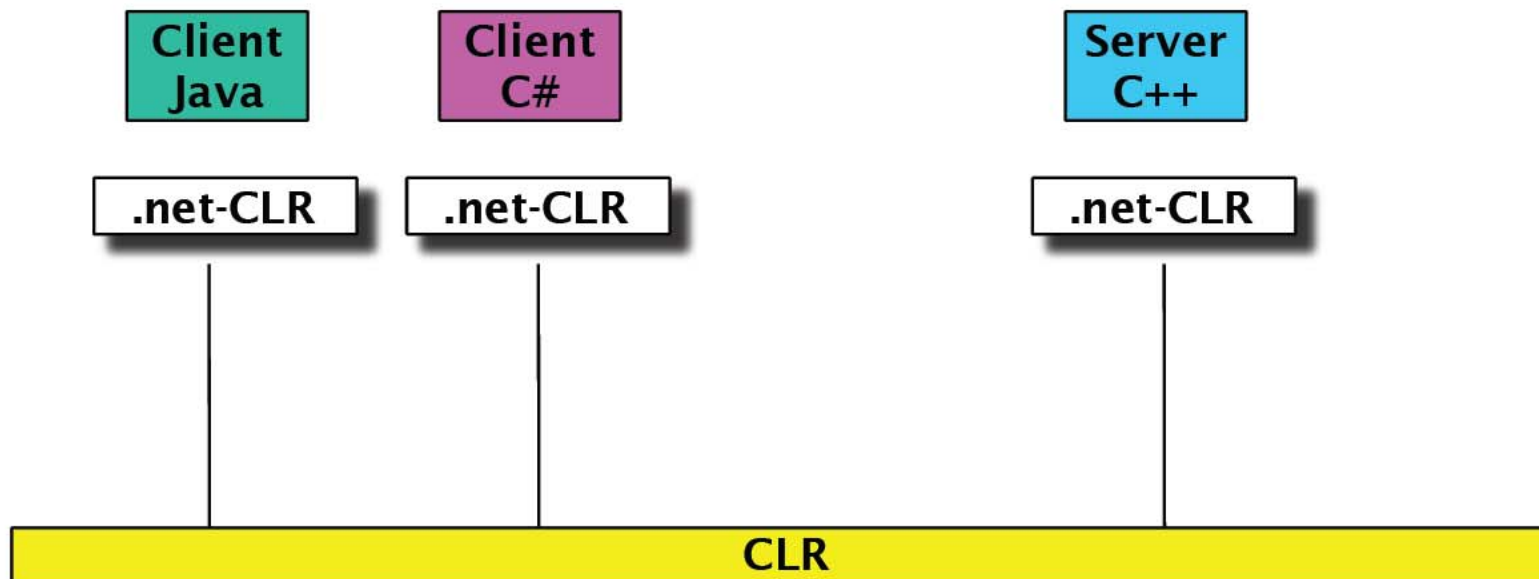 Client
Java
Client
C#
Server
C++
.net-CLR
.net-CLR
.net-CLR
CLR